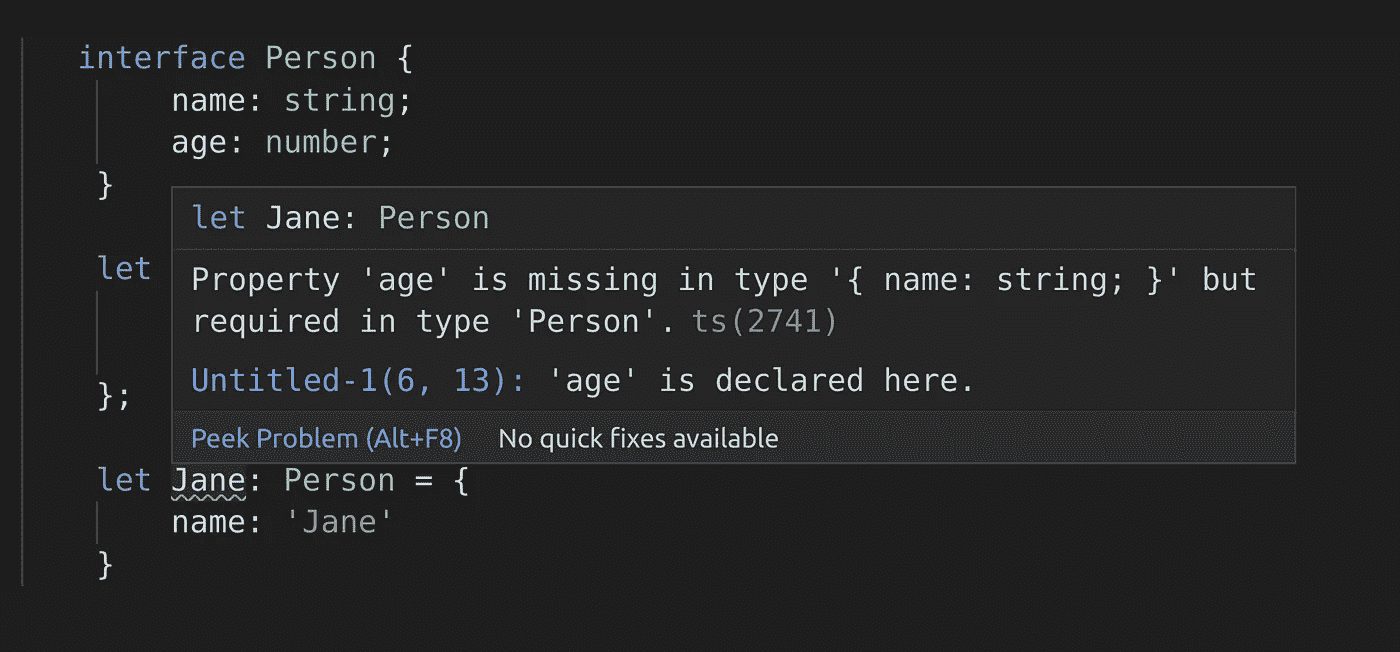 interface Person {
name: string;
age: number;
}
let Jane: Person
let
Property 'age' is missing in type '{ name: string; }' but
required in type 'Person'. ts(2741)
Untitled-1(6, 13): 'age' is declared here.
};
Peek Problem (Alt+F8) No quick fixes available
let Jane: Person = {
name: 'Jane'
}